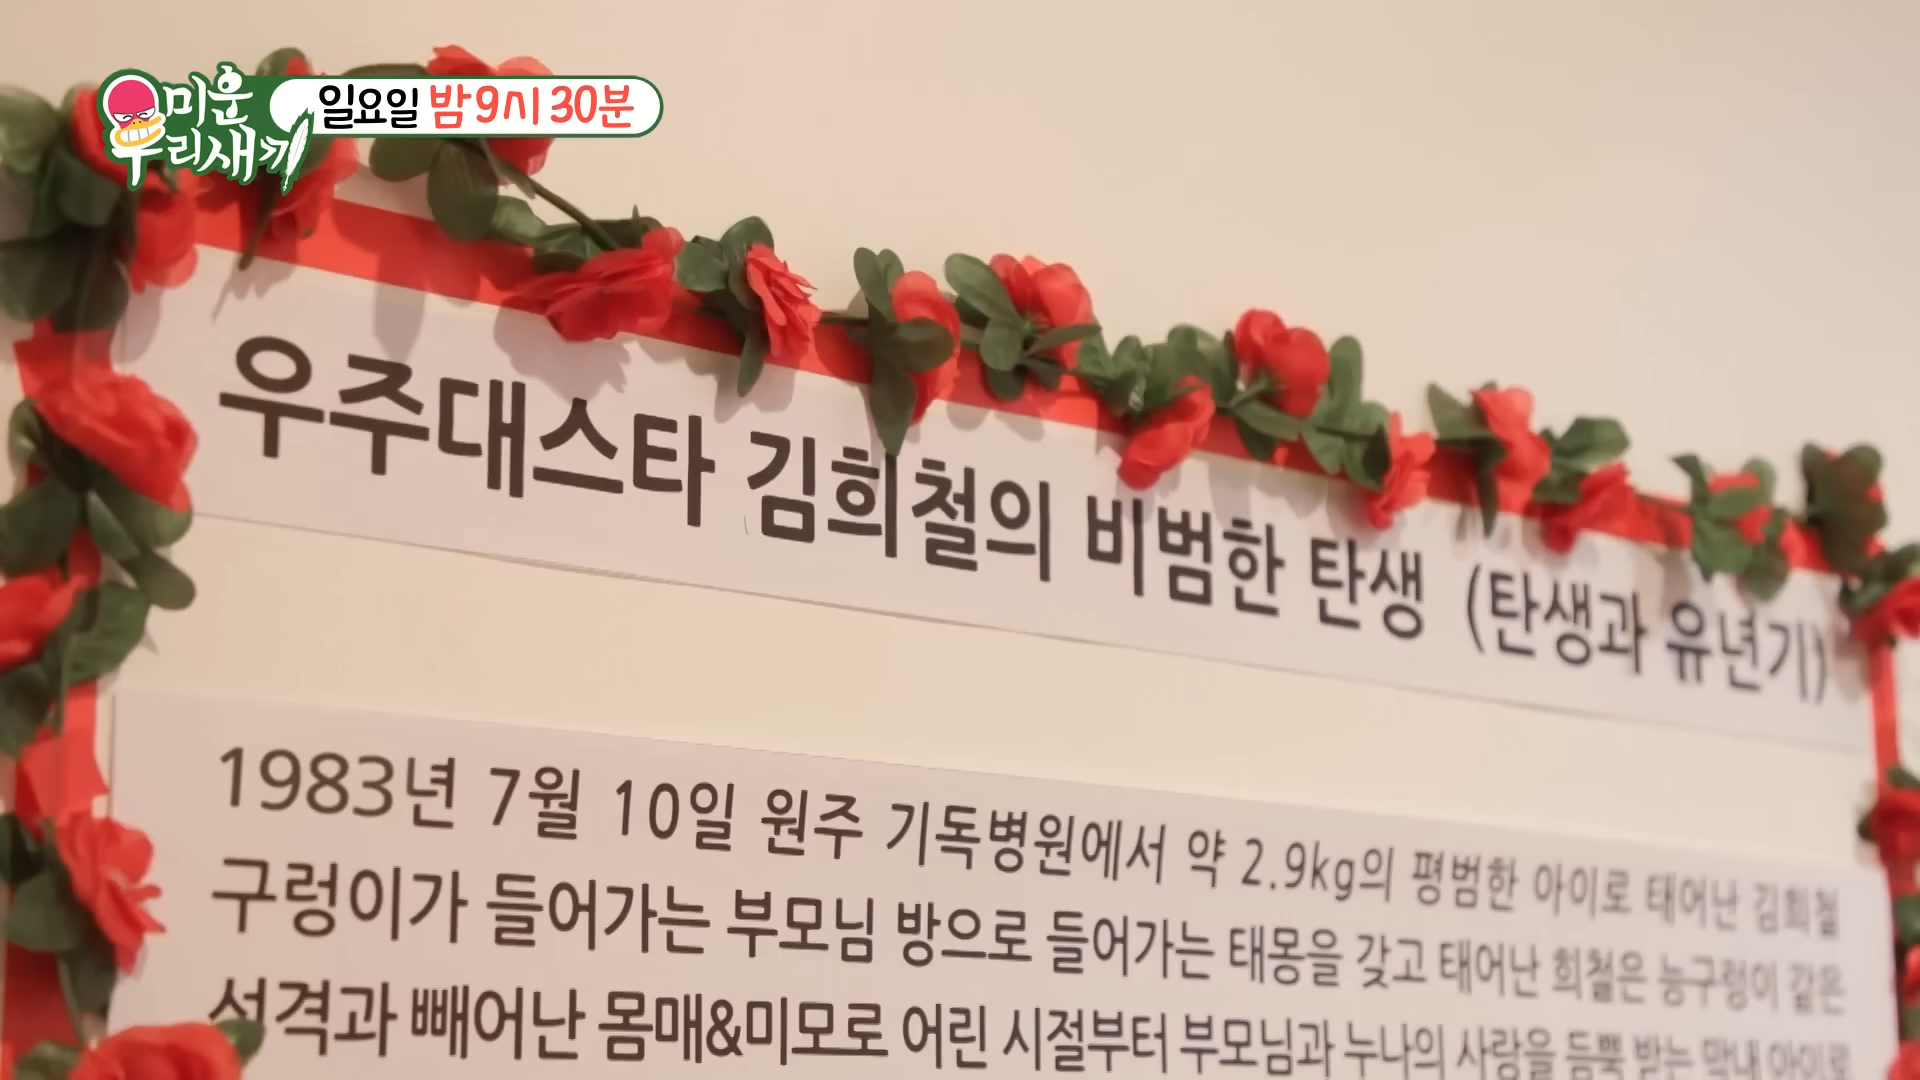 미운 우리새끼
일요일 밤 9시 30분
우주대스타 김희철의 비범한 탄생 (탄생과 유년기)
1983년 7월 10일 원주 기독병원에서 약 2.9kg의 평범한 아이로 태어난 김희철
구렁이가 들어가는 부모님 방으로 들어가는 태몽을 갖고 태어난 희철은 능구렁이 같은
성격과 빼어난 몸매&미모로 어린 시절부터 부모님과 누나의 사랑을 듬뿍 받는 막내 아이로